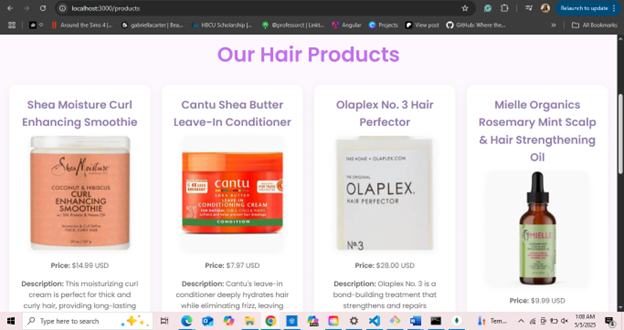 localhost:3000/products
Relaunch to update
Around the Sims 4 |...
gabriellecarter | Bea...
HBCU Scholarship |...
@professorct | Linkt...
Angular
Projects
View post
GitHub: Where the...
All Bookmarks
Our Hair Products
Shea Moisture Curl
Enhancing Smoothie
SheaMoisture
COCONUT & HIBISCUS
CURL
ENHANCING
SMOOTHIE
Price: $14.99 USD
Description: This moisturizing curl
cream is perfect for thick and
curly hair, providing long-lasting
Cantu Shea Butter
Leave-In Conditioner
cantu
SHEA BUTTER
LEAVE-IN
CONDITIONING CREAM
CONDITION
Price: $7.97 USD
Description: Cantu's leave-in
conditioner deeply hydrates hair
while eliminating frizz, leaving
Olaplex No. 3 Hair
Perfector
THE ORIGINAL
OLAPLEX.
HAIR PERFECTOR
Nº.3
Price: $28.00 USD
Description: Olaplex No. 3 is a
bond-building treatment that
strengthens and repairs
Mielle Organics
Rosemary Mint Scalp
& Hair Strengthening
Oil
MIELLE
Price: $9.99 USD
Type here to search
Tem...
1:08 AM
5/5/2025